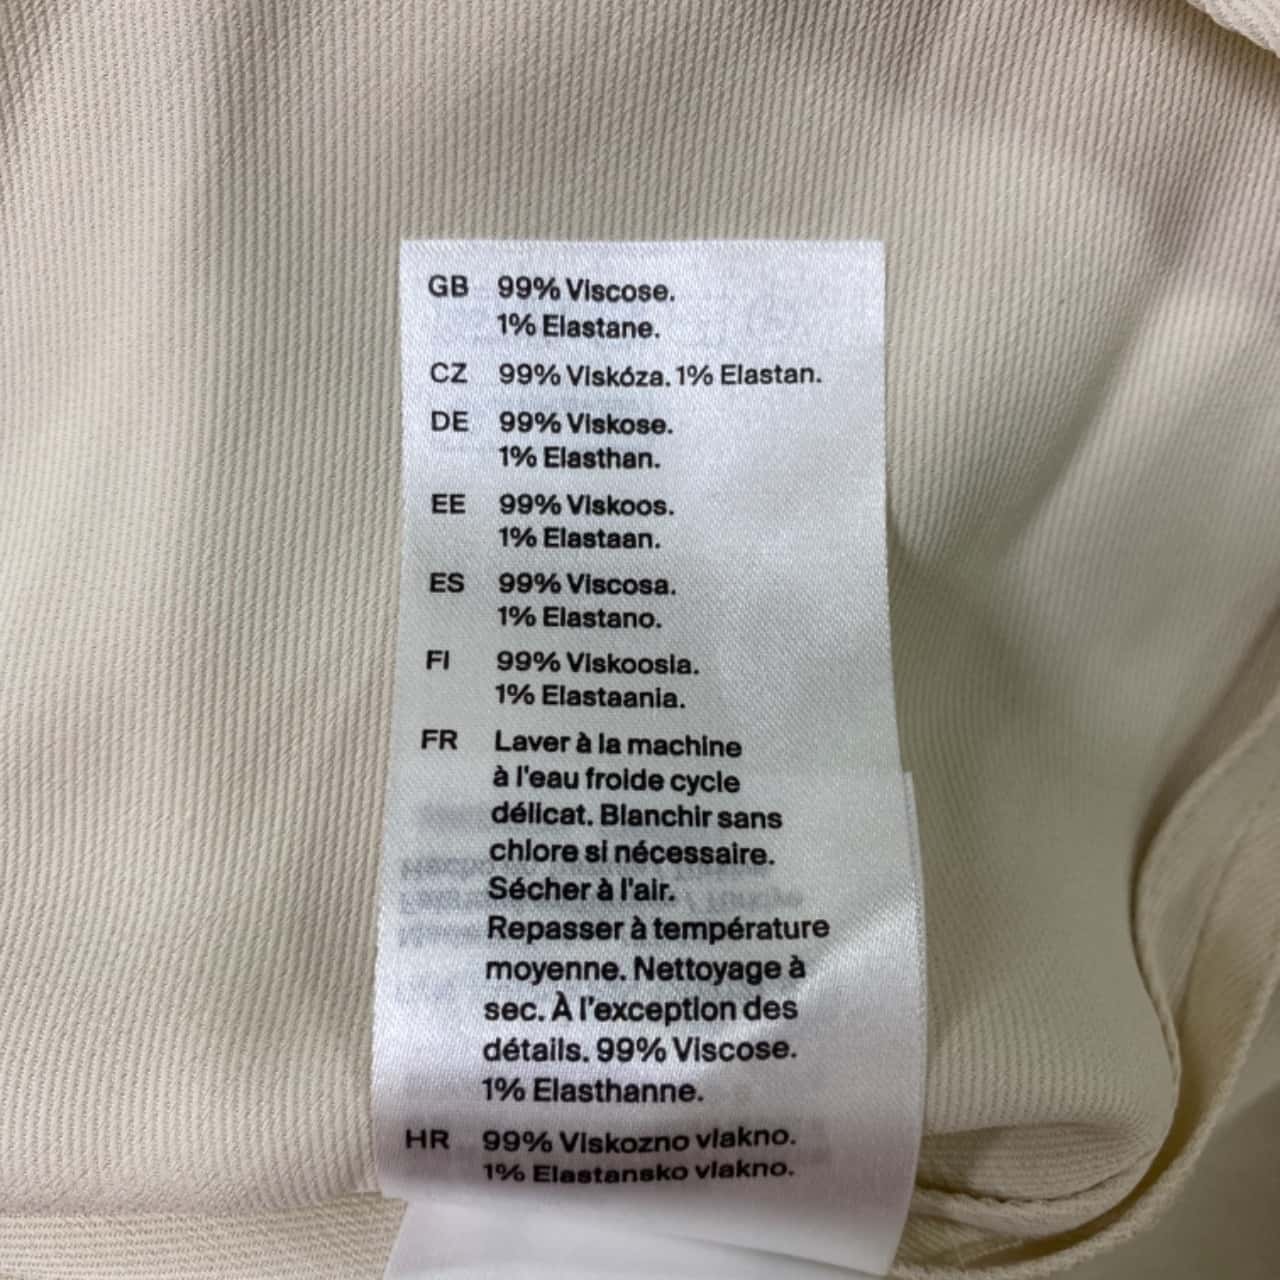 GB 99% Viscose.
1% Elastane.
CZ 99% Viskóza. 1% Elastan.
DE 99% Viskose.
1% Elasthan.
EE 99% Viskoos.
1% Elastaan.
ES 99% Viscosa.
1% Elastano.
FI 99% Viskoosia.
1% Elastaania.
FR Laver à la machine
à l'eau froide cycle
délicat. Blanchir sans
chlore si nécessaire.
Sécher à l'air.
Repasser à température
moyenne. Nettoyage à
sec. À l'exception des
détails. 99% Viscose.
1% Elasthanne.
HR 99% Viskozno vlakno.
1% Elastansko vlakno.